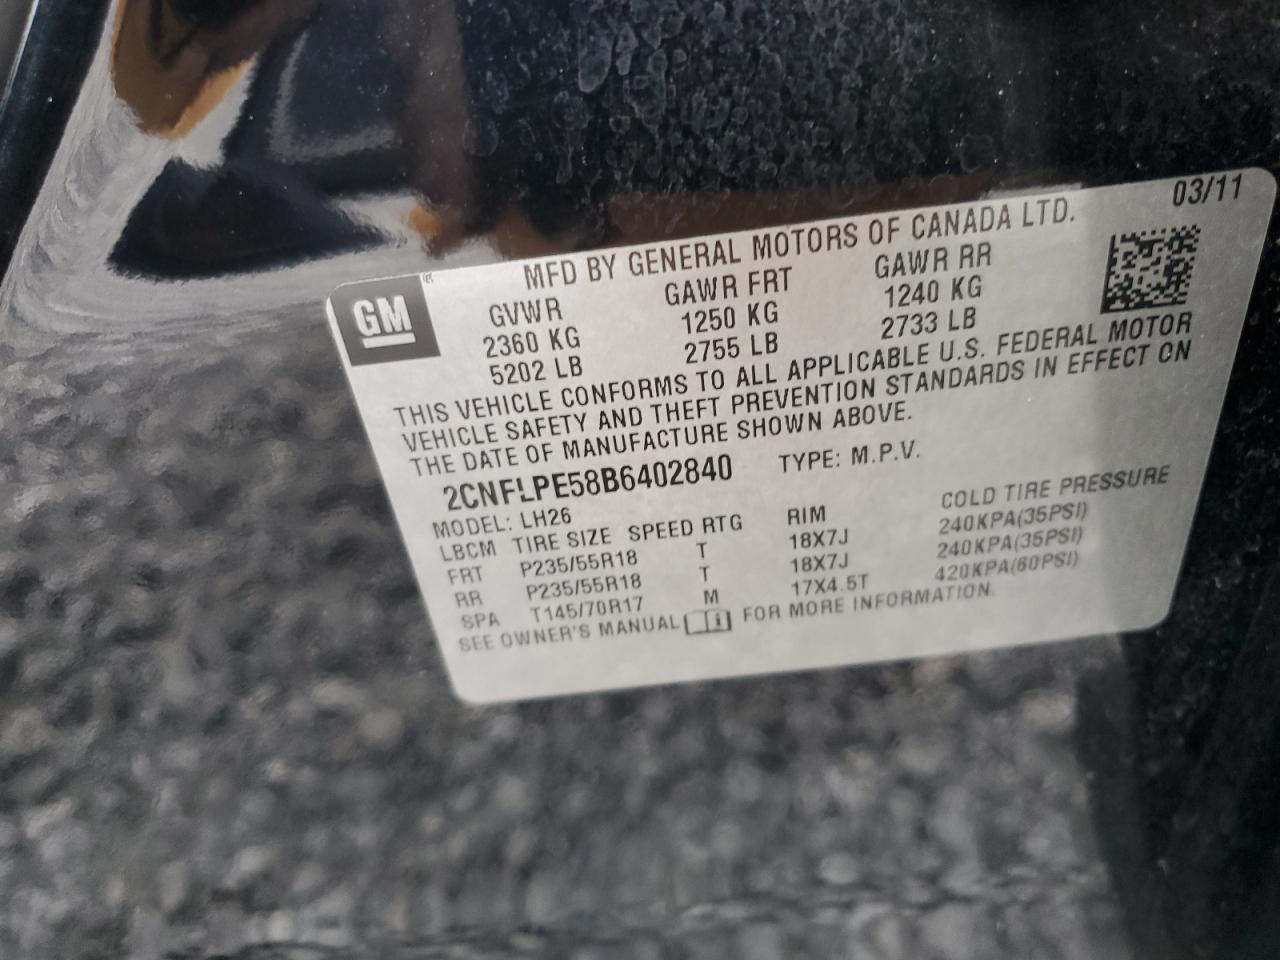 03/11
MFD BY GENERAL MOTORS OF CANADA LTD.
GM
GVWR GAWR FRT GAWR RR
2360 KG 1250 KG 1240 KG
5202 LB 2755 LB 2733 LB
THIS VEHICLE CONFORMS TO ALL APPLICABLE U.S. FEDERAL MOTOR
VEHICLE SAFETY AND THEFT PREVENTION STANDARDS IN EFFECT ON
THE DATE OF MANUFACTURE SHOWN ABOVE.
2CNFLPE58B6402840 TYPE: M.P.V.
MODEL: LH26
LBCM TIRE SIZE SPEED RTG RIM COLD TIRE PRESSURE
FRT P235/55R18 T 18X7J 240KPA(35PSI)
RR P235/55R18 T 18X7J 240KPA(35PSI)
SPA T145/70R17 M 17X4.5T 420KPA(60PSI)
SEE OWNER'S MANUAL FOR MORE INFORMATION.